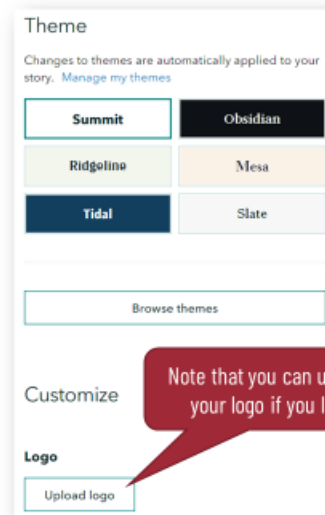 Theme
Changes to themes are automatically applied to your
story. Manage my themes
Summit Obsidian
Ridgeline Mesa
Tidal Slate
Browse themes
Customize
Note that you can
your logo if you
Logo
Upload logo